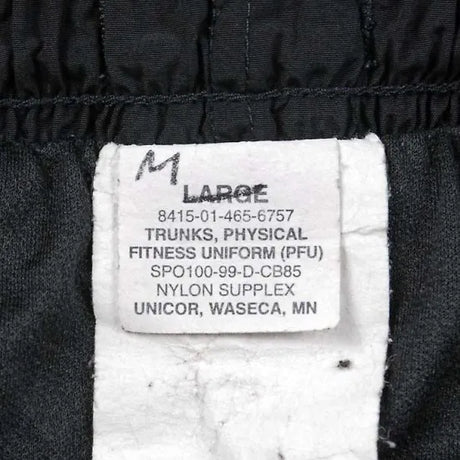 M
LARGE
8415-01-465-6757
TRUNKS, PHYSICAL
FITNESS UNIFORM (PFU)
SPO100-99-D-CB85
NYLON SUPPLEX
UNICOR, WASECA, MN